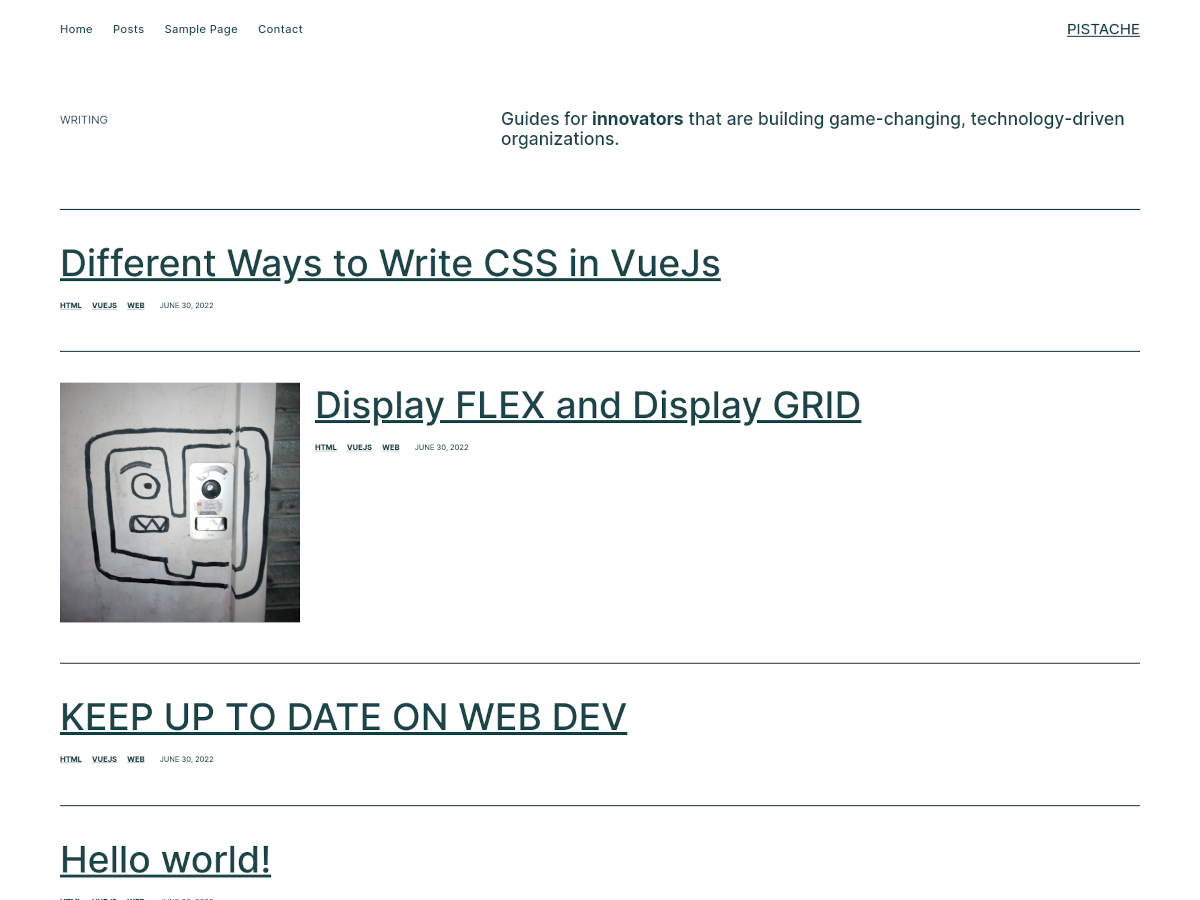 Home Posts Sample Page Contact PISTACHE
WRITING
Guides for innovators that are building game-changing, technology-driven
organizations.
Different Ways to Write CSS in VueJs
HTML VUEJS WEB JUNE 30, 2022
Display FLEX and Display GRID
HTML VUEJS WEB JUNE 30, 2022
KEEP UP TO DATE ON WEB DEV
HTML VUEJS WEB JUNE 30, 2022
Hello world!